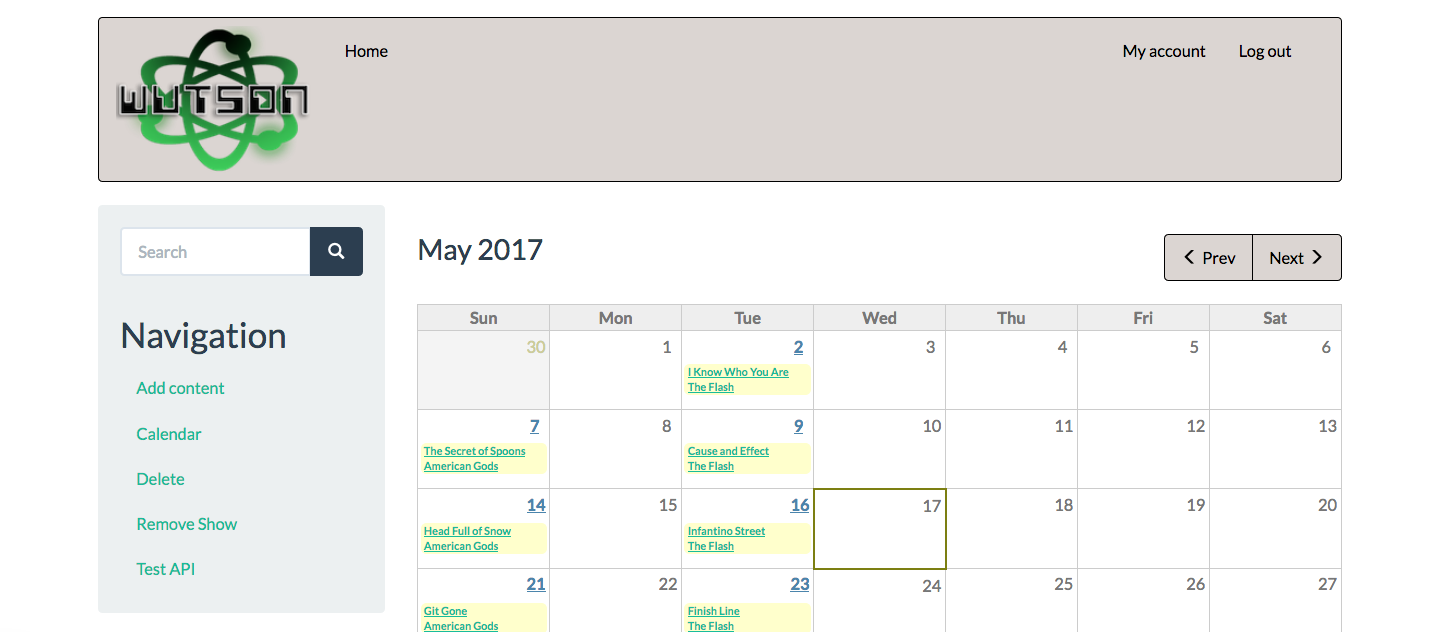 WUTSON
Home
My account
Log out
Search
Navigation
Add content
Calendar
Delete
Remove Show
Test API
May 2017
Prev
Next
Sun Mon Tue Wed Thu Fri Sat
30 1 2 3 4 5 6
I Know Who You Are
The Flash
7 8 9 10 11 12 13
The Secret of Spoons Cause and Effect
American Gods The Flash
14 15 16 17 18 19 20
Head Full of Snow Infantino Street
American Gods The Flash
21 22 23 24 25 26 27
Git Gone Finish Line
American Gods The Flash